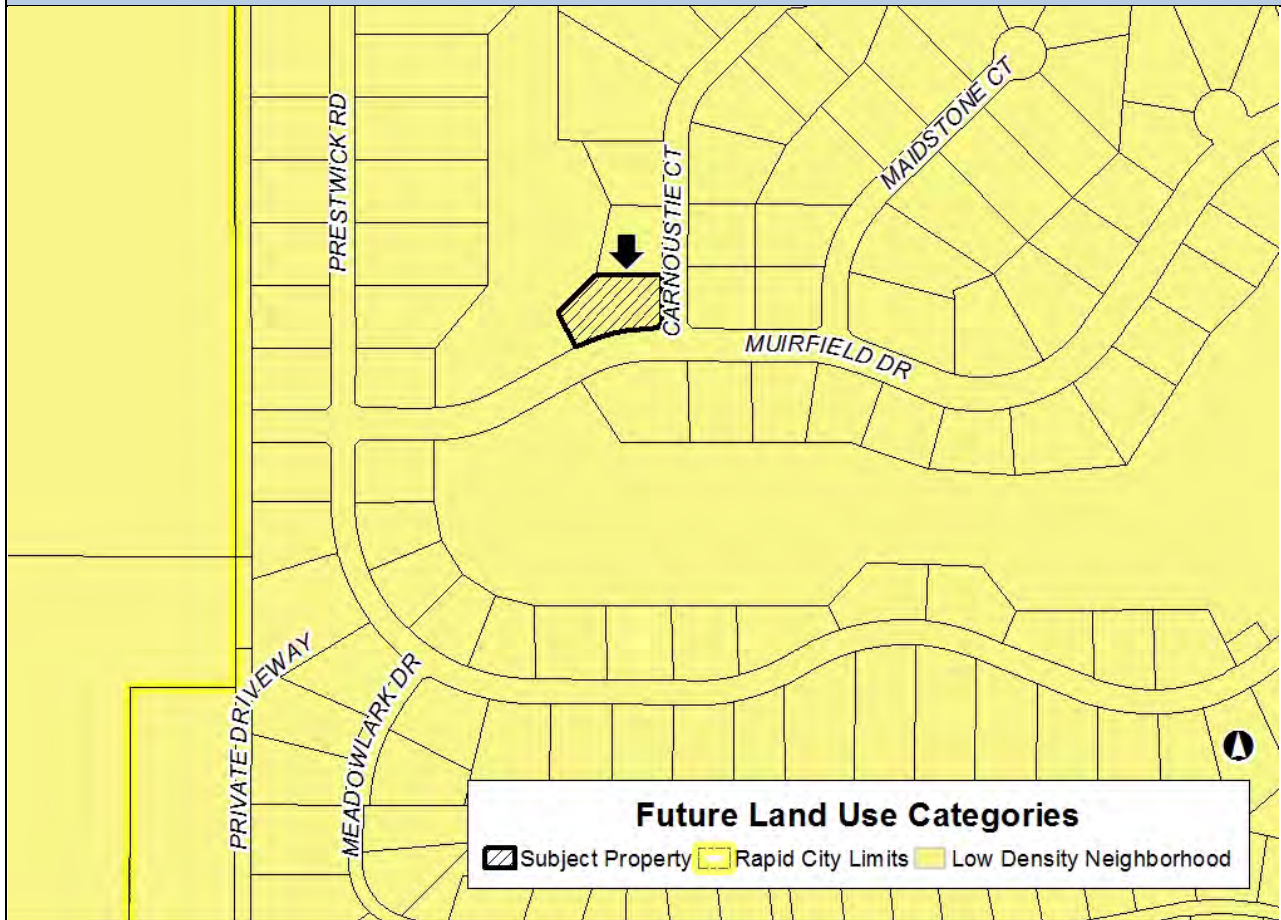 PRESTWICK RD
CARNOUSTIE CT
MAIDSTONE CT
MUIRFIELD DR
PRIVATE DRIVEWAY
MEADOWLARK DR
Future Land Use Categories
Subject Property Rapid City Limits Low Density Neighborhood